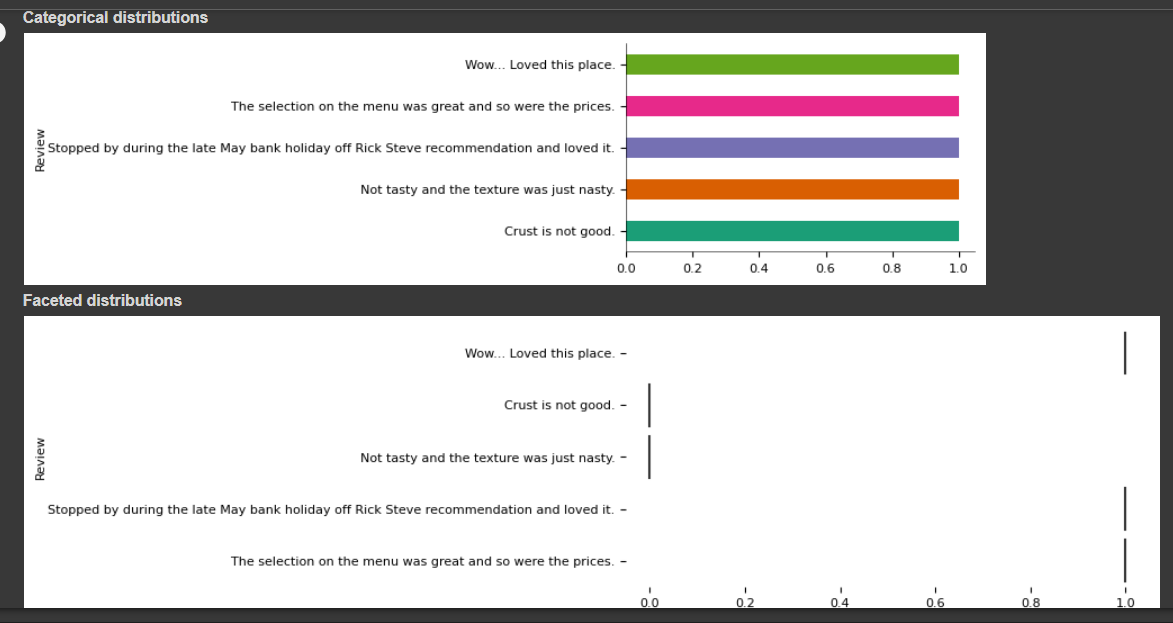 Categorical distributions
Wow... Loved this place.
The selection on the menu was great and so were the prices.
Review
Stopped by during the late May bank holiday off Rick Steve recommendation and loved it.
Not tasty and the texture was just nasty.
Crust is not good.
0.0 0.2 0.4 0.6 0.8 1.0
Faceted distributions
Wow... Loved this place.
Crust is not good.
Review
Not tasty and the texture was just nasty.
Stopped by during the late May bank holiday off Rick Steve recommendation and loved it.
The selection on the menu was great and so were the prices.
0.0 0.2 0.4 0.6 0.8 1.0